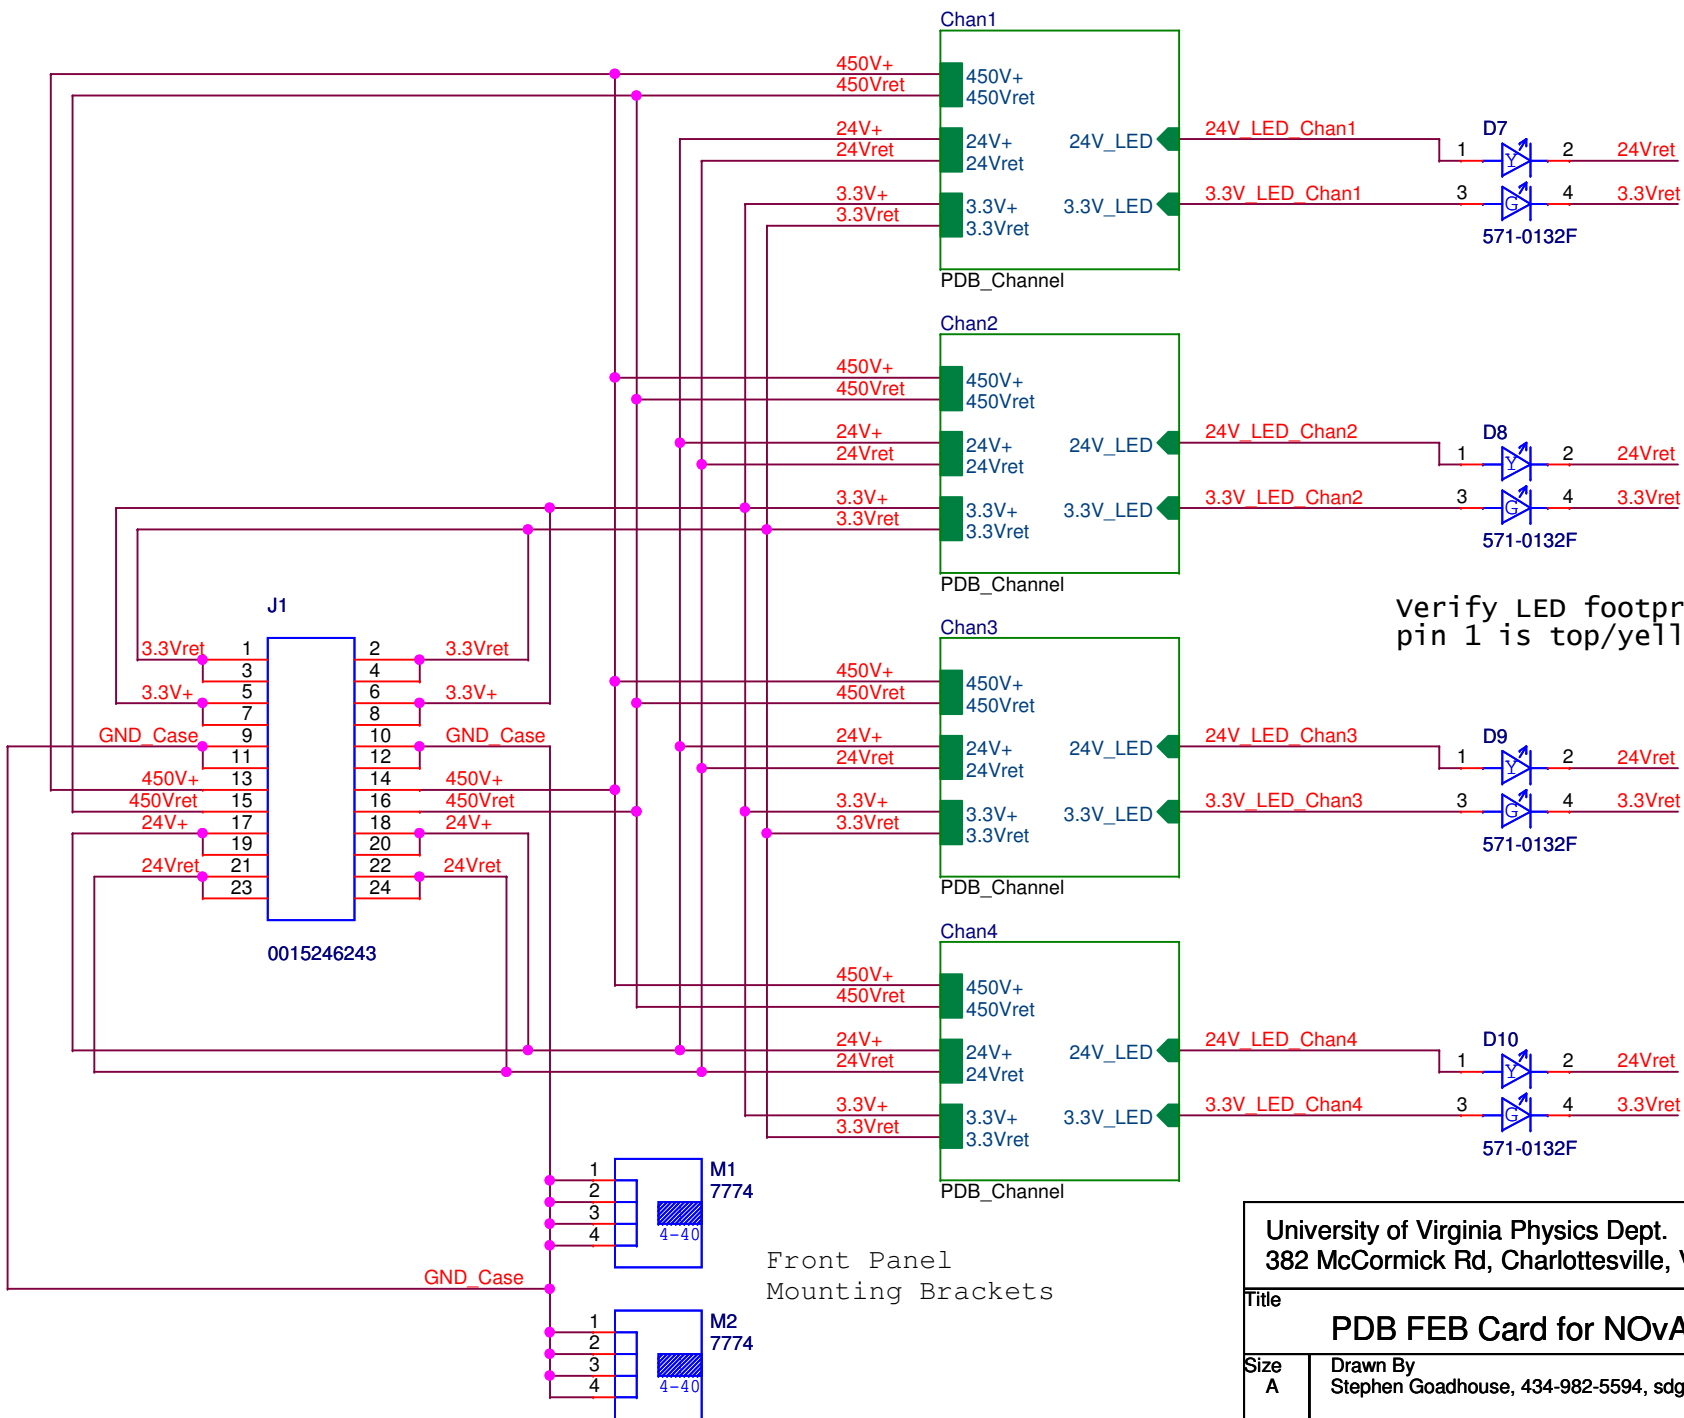 Chan1
450V+
450Vret
24V+
24Vret
3.3V+
3.3Vret
450V+
450Vret
24V+
24Vret
3.3V+
3.3Vret
24V_LED
3.3V_LED
PDB_Channel
24V_LED_Chan1
3.3V_LED_Chan1
D7
1 Y 2 24Vret
3 G 4 3.3Vret
571-0132F
Chan2
450V+
450Vret
24V+
24Vret
3.3V+
3.3Vret
450V+
450Vret
24V+
24Vret
3.3V+
3.3Vret
24V_LED
3.3V_LED
PDB_Channel
24V_LED_Chan2
3.3V_LED_Chan2
D8
1 Y 2 24Vret
3 G 4 3.3Vret
571-0132F
Verify LED
pin 1 is
Chan3
450V+
450Vret
24V+
24Vret
3.3V+
3.3Vret
450V+
450Vret
24V+
24Vret
3.3V+
3.3Vret
24V_LED
3.3V_LED
PDB_Channel
24V_LED_Chan3
3.3V_LED_Chan3
D9
1 Y 2 24Vret
3 G 4 3.3Vret
571-0132F
Chan4
450V+
450Vret
24V+
24Vret
3.3V+
3.3Vret
450V+
450Vret
24V+
24Vret
3.3V+
3.3Vret
24V_LED
3.3V_LED
PDB_Channel
24V_LED_Chan4
3.3V_LED_Chan4
D10
1 Y 2 24Vret
3 G 4 3.3Vret
571-0132F
J1
3.3Vret 1 2 3.3Vret
3 4
3.3V+ 5 6 3.3V+
7 8
GND_Case 9 10 GND_Case
11 12
450V+ 13 14 450V+
450Vret 15 16 450Vret
24V+ 17 18 24V+
19 20
24Vret 21 22 24Vret
23 24
0015246243
GND_Case
1
2
3
4
M1
7774
4-40
Front Panel
Mounting Brackets
1
2
3
4
M2
7774
4-40
University of Virginia Physics Dept.
382 McCormick Rd, Charlottesville,
Title
PDB FEB Card for
Size
A
Drawn By
Stephen Goadhouse, 434-982-5594,